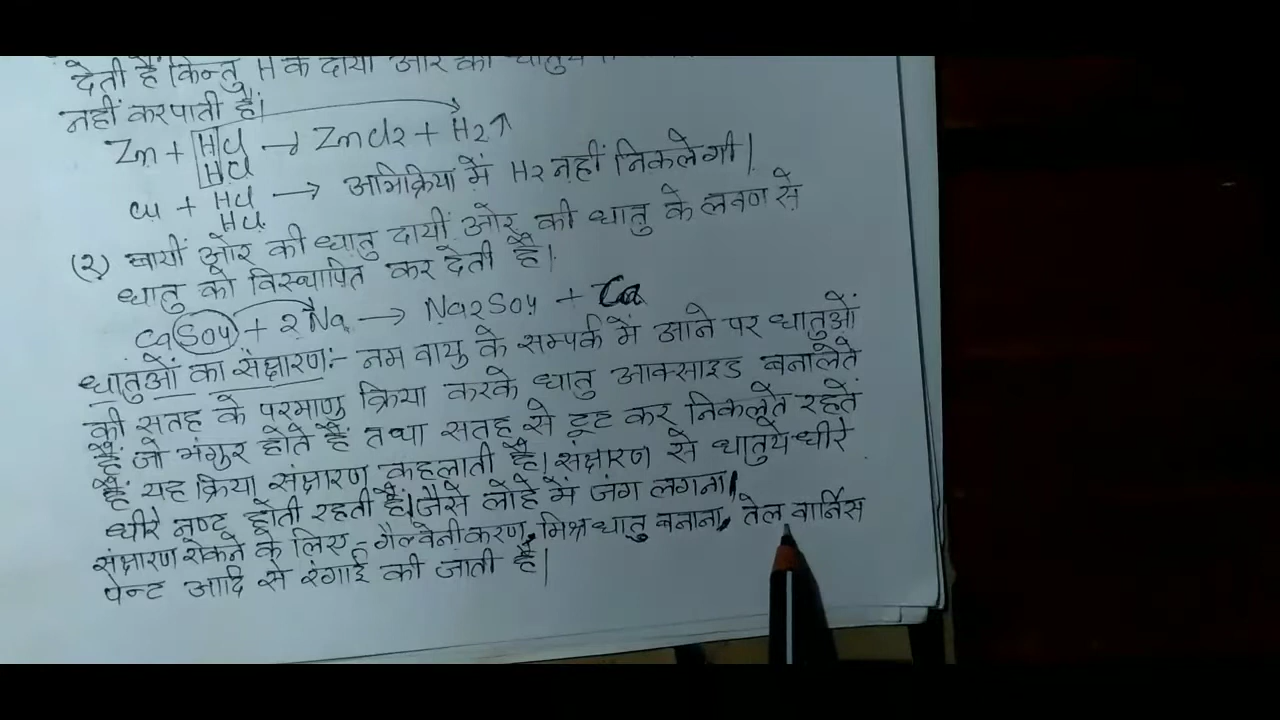 देती हैं। किन्तु H के दायीं ओर की
नहीं कर पाती हैं।
Zn + HCl → ZnCl2 + H2↑
HCl
Cu + HCl → अभिक्रिया में H2 नहीं निकलेगी।
HCl
(2) बायीं ओर की धातु दायीं ओर की धातु के लवण से
धातु को विस्थापित कर देती है।
CaSO4 + 2Na → Na2SO4 + Ca
धातुओं का संक्षारण:- नम वायु के सम्पर्क में आने पर धातुओं
की सतह के परमाणु क्रिया करके धातु आक्साइड बनालेते
हैं जो भंगुर होते हैं तथा सतह से टूट कर निकलते रहते
हैं यह क्रिया संक्षारण कहलाती है। संक्षारण से धातुयें धीरे
धीरे नष्ट होती रहती हैं। जैसे लोहे में जंग लगना।
संक्षारण रोकने के लिए - गैल्वेनीकरण, मिश्रधातु बनाना, तेल वार्निस
पेन्ट आदि से रंगाई की जाती है।